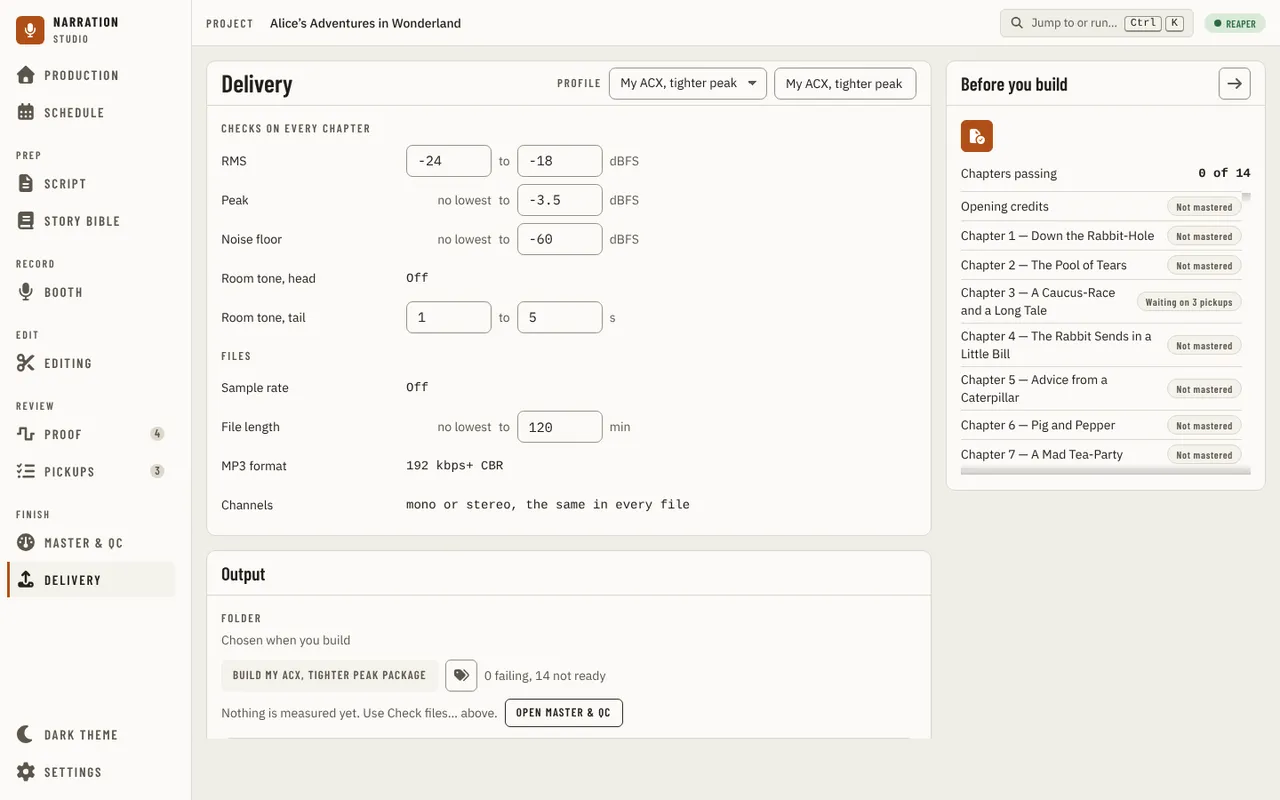 NARRATION
STUDIO
PRODUCTION
SCHEDULE
PREP
SCRIPT
STORY BIBLE
RECORD
BOOTH
EDIT
EDITING
REVIEW
PROOF 4
PICKUPS 3
FINISH
MASTER & QC
DELIVERY
DARK THEME
SETTINGS
PROJECT Alice's Adventures in Wonderland
Jump to or run... Ctrl K
REAPER
Delivery
PROFILE My ACX, tighter peak My ACX, tighter peak
CHECKS ON EVERY CHAPTER
RMS -24 to -18 dBFS
Peak no lowest to -3.5 dBFS
Noise floor no lowest to -60 dBFS
Room tone, head Off
Room tone, tail 1 to 5 s
FILES
Sample rate Off
File length no lowest to 120 min
MP3 format 192 kbps+ CBR
Channels mono or stereo, the same in every file
Output
FOLDER
Chosen when you build
BUILD MY ACX, TIGHTER PEAK PACKAGE 0 failing, 14 not ready
Nothing is measured yet. Use Check files... above. OPEN MASTER & QC
Before you build
Chapters passing 0 of 14
Opening credits Not mastered
Chapter 1 — Down the Rabbit-Hole Not mastered
Chapter 2 — The Pool of Tears Not mastered
Chapter 3 — A Caucus-Race
and a Long Tale Waiting on 3 pickups
Chapter 4 — The Rabbit Sends in a
Little Bill Not mastered
Chapter 5 — Advice from a
Caterpillar Not mastered
Chapter 6 — Pig and Pepper Not mastered
Chapter 7 — A Mad Tea-Party Not mastered